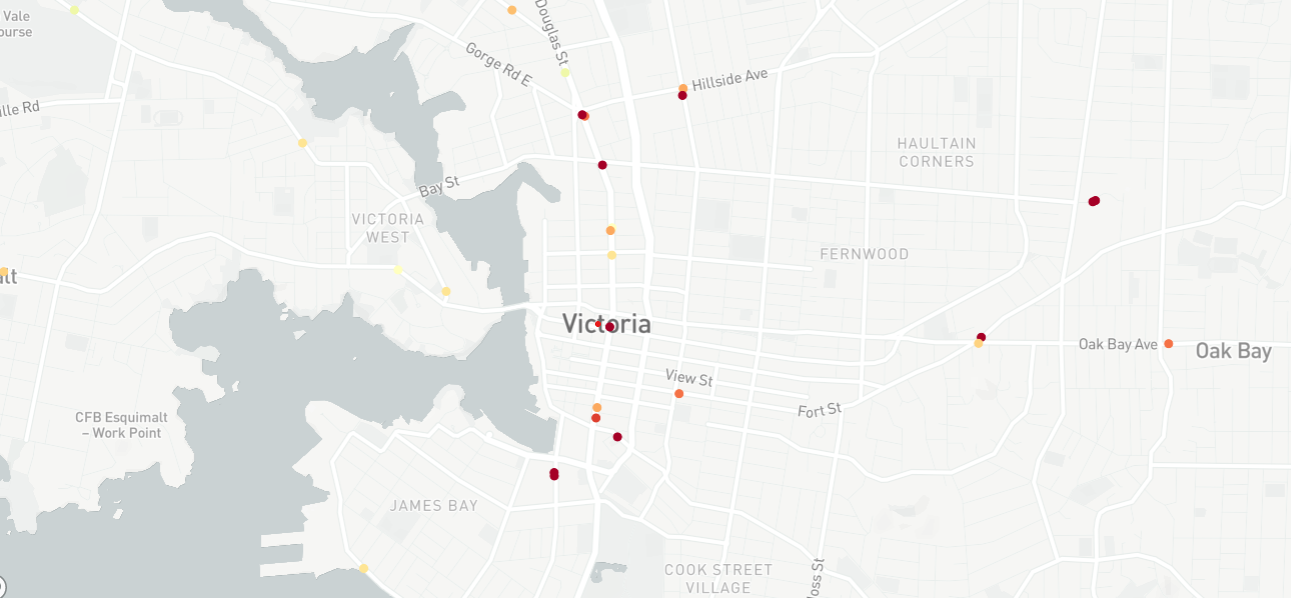 Vale
ourse
Douglas St
Gorge Rd E
Hillside Ave
ille Rd
HAULTAIN
CORNERS
Bay St
VICTORIA
WEST
FERNWOOD
lt
Victoria
Oak Bay Ave
Oak Bay
View St
Fort St
CFB Esquimalt
– Work Point
JAMES BAY
COOK STREET
VILLAGE
oss St